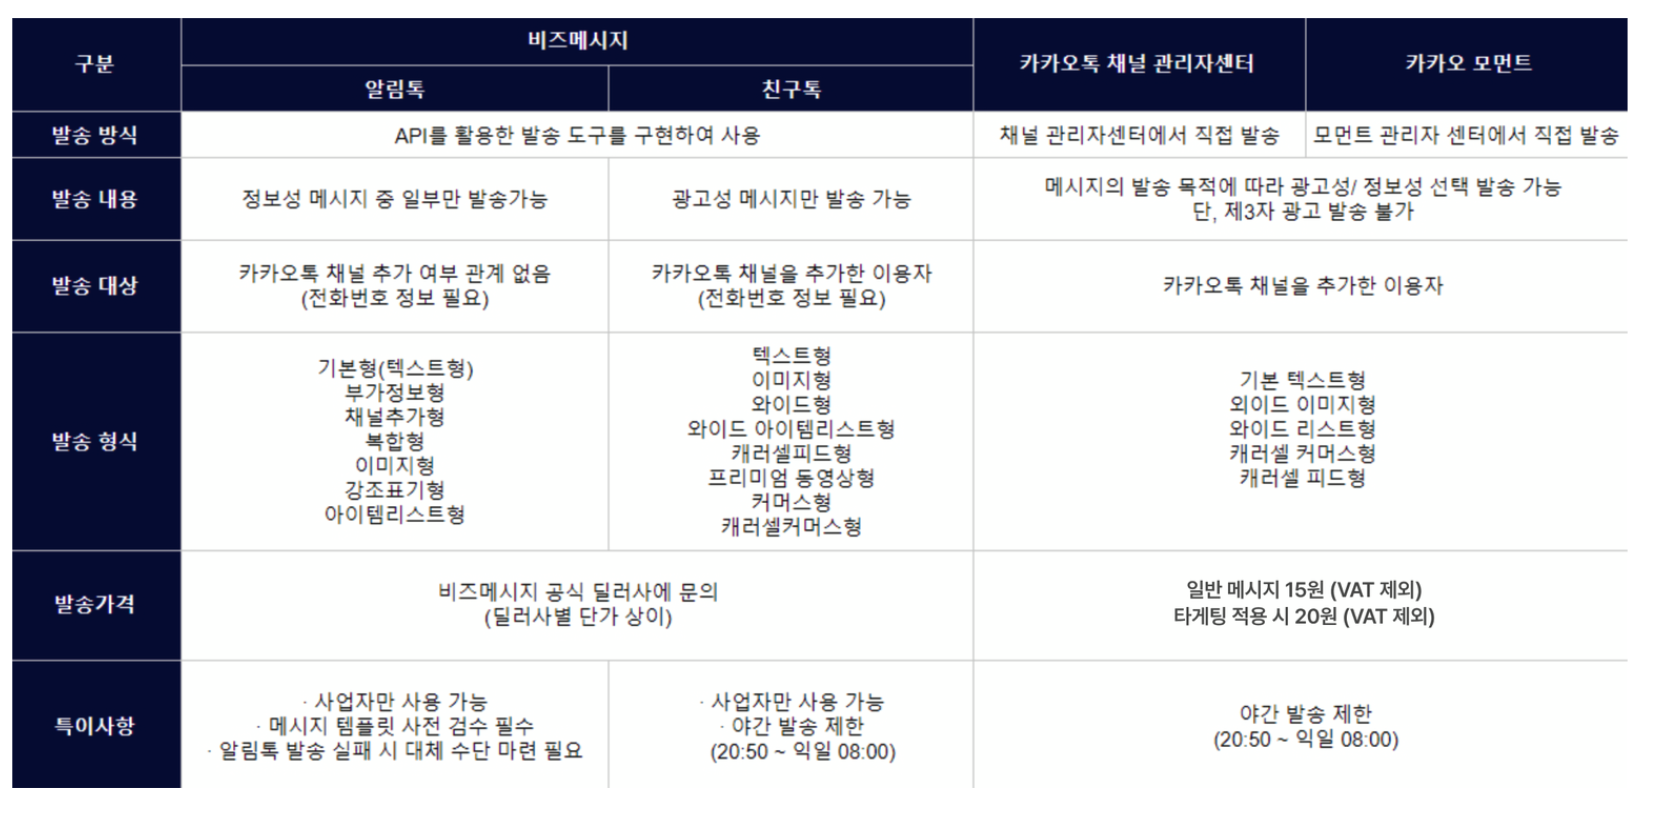 구분
비즈메시지
카카오톡 채널 관리자센터
카카오 모먼트
알림톡
친구톡
발송 방식
API를 활용한 발송 도구를 구현하여 사용
채널 관리자센터에서 직접 발송
모먼트 관리자 센터에서 직접 발송
발송 내용
정보성 메시지 중 일부만 발송가능
광고성 메시지만 발송 가능
메시지의 발송 목적에 따라 광고성/ 정보성 선택 발송 가능
단, 제3자 광고 발송 불가
발송 대상
카카오톡 채널 추가 여부 관계 없음
(전화번호 정보 필요)
카카오톡 채널을 추가한 이용자
(전화번호 정보 필요)
카카오톡 채널을 추가한 이용자
발송 형식
기본형(텍스트형)
부가정보형
채널추가형
복합형
이미지형
강조표기형
아이템리스트형
텍스트형
이미지형
와이드형
와이드 아이템리스트형
캐러셀피드형
프리미엄 동영상형
커머스형
캐러셀커머스형
기본 텍스트형
외이드 이미지형
와이드 리스트형
캐러셀 커머스형
캐러셀 피드형
발송가격
비즈메시지 공식 딜러사에 문의
(딜러사별 단가 상이)
일반 메시지 15원 (VAT 제외)
타게팅 적용 시 20원 (VAT 제외)
특이사항
· 사업자만 사용 가능
· 메시지 템플릿 사전 검수 필수
· 알림톡 발송 실패 시 대체 수단 마련 필요
· 사업자만 사용 가능
· 야간 발송 제한
(20:50 ~ 익일 08:00)
야간 발송 제한
(20:50 ~ 익일 08:00)